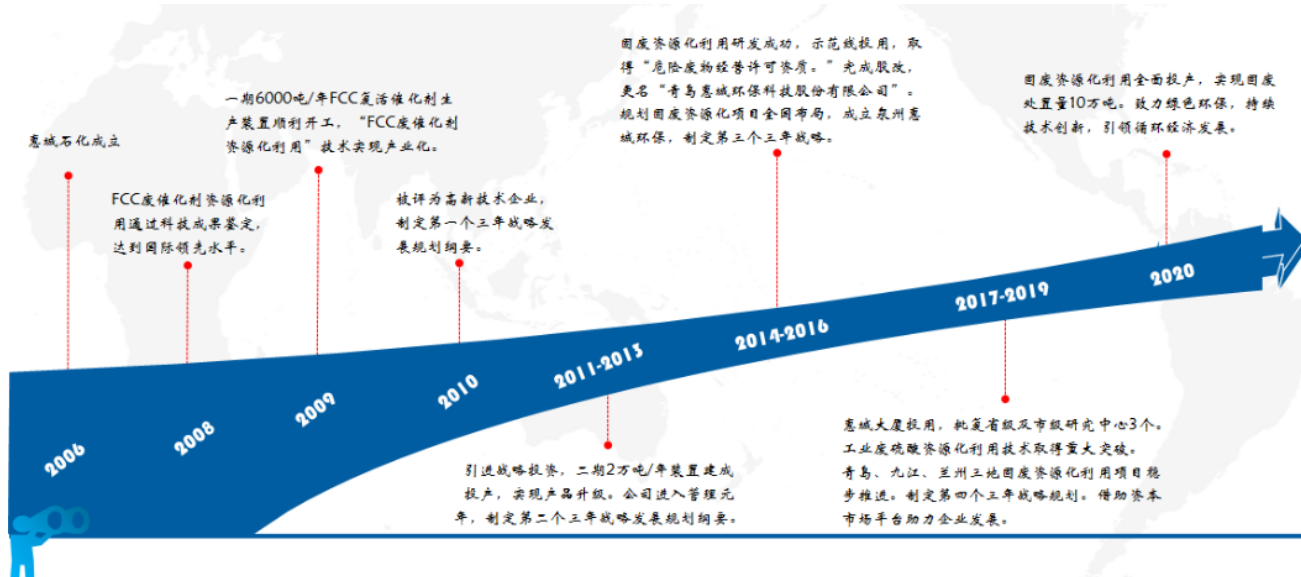 惠城石化成立
2006
FCC废催化剂资源化利
用通过科技成果鉴定，
达到国际领先水平。
2008
一期6000吨/年FCC复活催化剂生
产装置顺利开工，“FCC废催化剂
资源化利用”技术实现产业化。
2009
被评为高新技术企业，
制定第一个三年战略发
展规划纲要。
2010
2011-2013
引进战略投资，二期2万吨/年装置建成
投产，实现产品升级。公司进入管理元
年，制定第二个三年战略发展规划纲要。
固废资源化利用研发成功，示范线投用，取
得“危险废物经营许可资质。”完成股改，
更名“青岛惠城环保科技股份有限公司”。
规划固废资源化项目全国布局，成立泉州惠
城环保，制定第三个三年战略。
2014-2016
2017-2019
惠城大厦投用，批复省级及市级研究中心3个。
工业废硫酸资源化利用技术取得重大突破。
青岛、九江、兰州三地固废资源化利用项目稳
步推进。制定第四个三年战略规划。借助资本
市场平台助力企业发展。
固废资源化利用全面投产，实现固废
处置量10万吨。致力绿色环保，持续
技术创新，引领循环经济发展。
2020